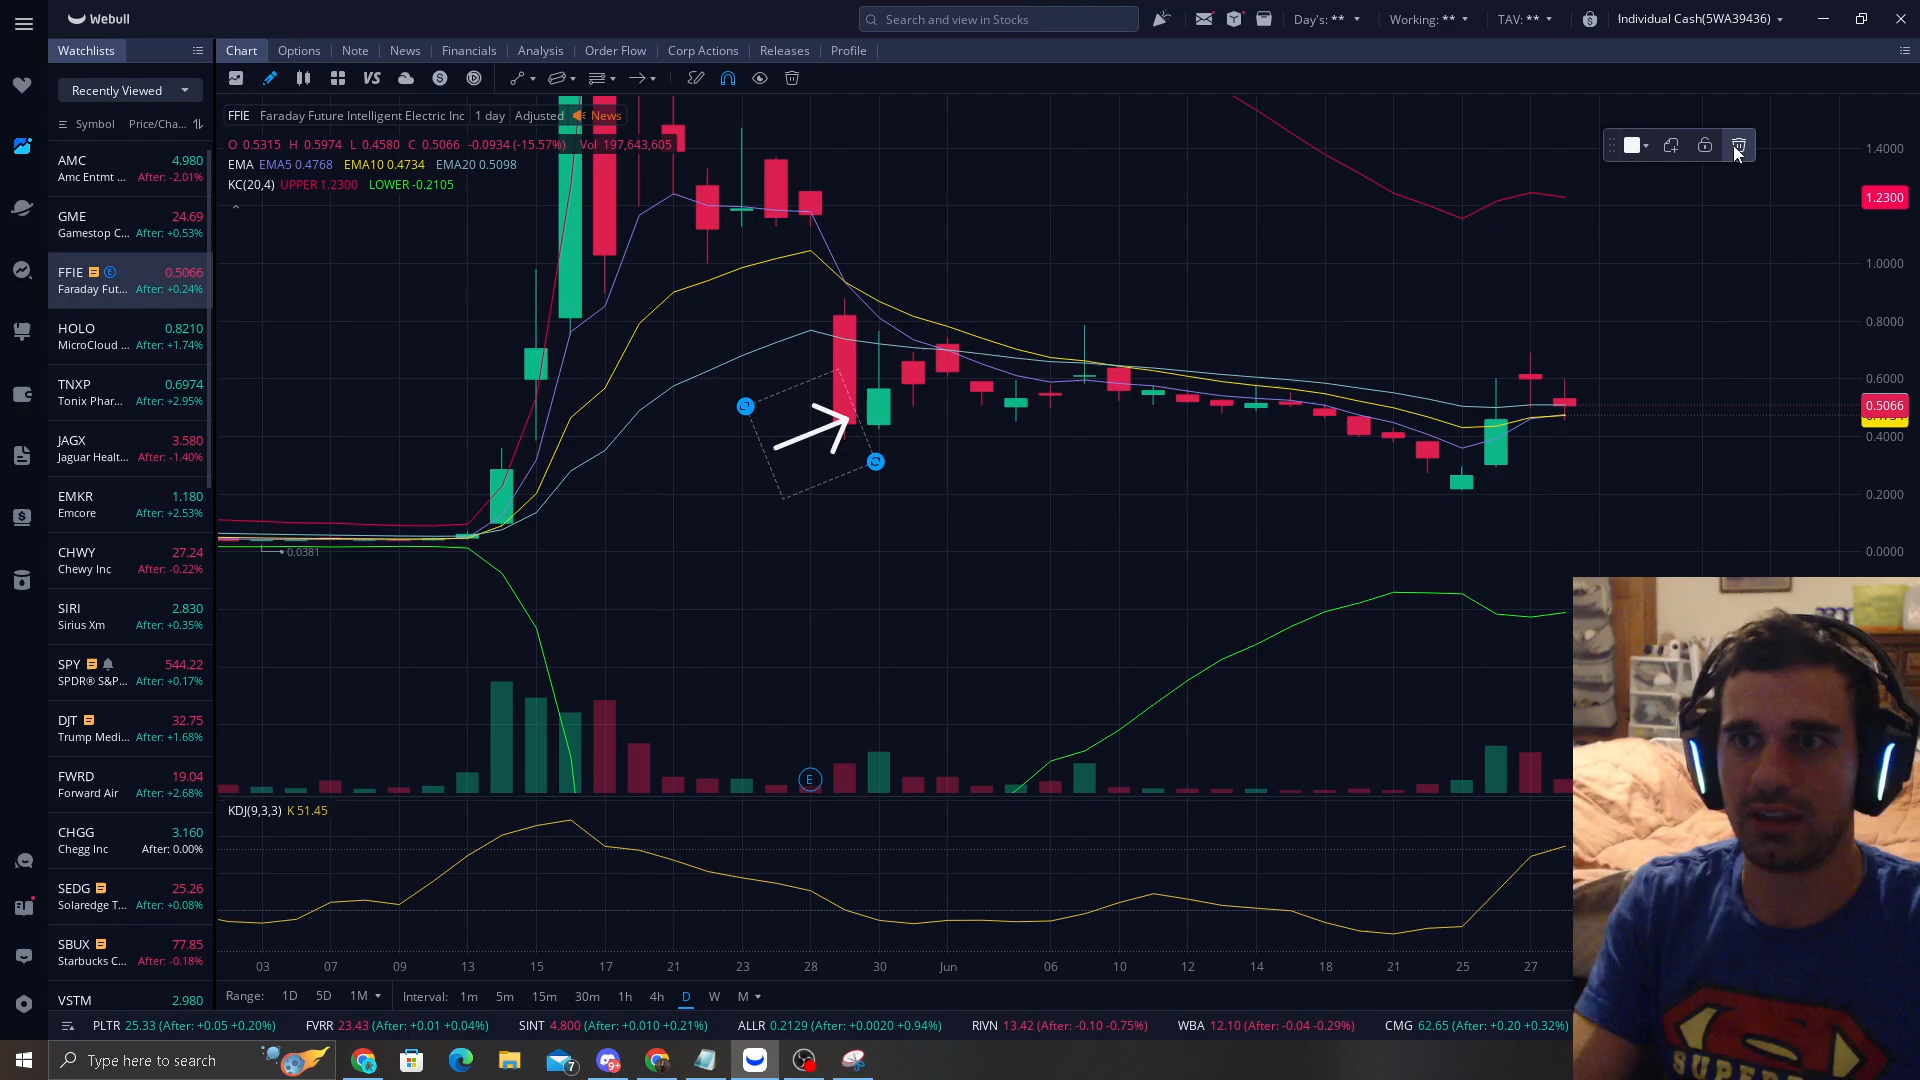 Webull
Search and view in Stocks
Day's: **
Working: **
TAV: **
Individual Cash(5WA39436)
Watchlists
Chart
Options
Note
News
Financials
Analysis
Order Flow
Corp Actions
Releases
Profile
Recently Viewed
VS
S
Symbol Price/Cha...
AMC 4.980
Amc Entmt ... After: -2.01%
GME 24.69
Gamestop C... After: +0.53%
FFIE E 0.5066
Faraday Fut... After: +0.24%
HOLO 0.8210
MicroCloud ... After: +1.74%
TNXP 0.6974
Tonix Phar... After: +2.95%
JAGX 3.580
Jaguar Healt... After: -1.40%
EMKR 1.180
Emcore After: +2.53%
CHWY 27.24
Chewy Inc After: -0.22%
SIRI 2.830
Sirius Xm After: +0.35%
SPY 544.22
SPDR® S&P... After: +0.17%
DJT 32.75
Trump Medi... After: +1.68%
FWRD 19.04
Forward Air After: +2.68%
CHGG 3.160
Chegg Inc After: 0.00%
SEDG 25.26
Solaredge T... After: +0.08%
SBUX 77.85
Starbucks C... After: -0.18%
VSTM 2.980
FFIE Faraday Future Intelligent Electric Inc 1 day Adjusted News
O 0.5315 H 0.5974 L 0.4580 C 0.5066 -0.0934 (-15.57%) Vol 197,643,605
EMA EMA5 0.4768 EMA10 0.4734 EMA20 0.5098
KC(20,4) UPPER 1.2300 LOWER -0.2105
1.4000
1.2300
1.0000
0.8000
0.6000
0.5066
0.4000
0.2000
0.0000
0.0381
E
KDJ(9,3,3) K 51.45
03 07 09 13 15 17 21 23 28 30 Jun 06 10 12 14 18 21 25 27
Range: 1D 5D 1M Interval: 1m 5m 15m 30m 1h 4h D W M
PLTR 25.33 (After: +0.05 +0.20%) FVRR 23.43 (After: +0.01 +0.04%) SINT 4.800 (After: +0.010 +0.21%) ALLR 0.2129 (After: +0.0020 +0.94%) RIVN 13.42 (After: -0.10 -0.75%) WBA 12.10 (After: -0.04 -0.29%) CMG 62.65 (After: +0.20 +0.32%)
Type here to search
7
9+
SUPER